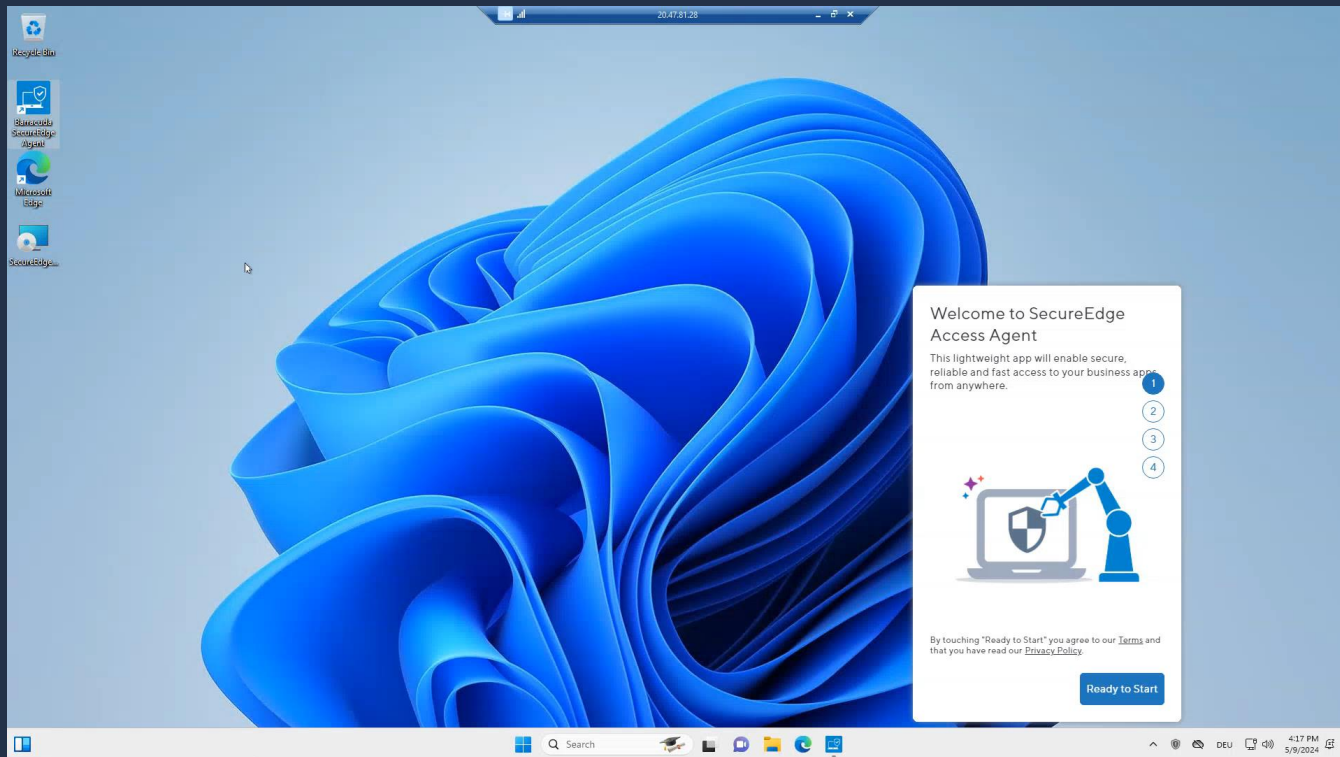 20.47.81.28
Recycle Bin
Barracuda
SecureEdge
Agent
Microsoft
Edge
SecureEdge...
Welcome to SecureEdge
Access Agent
This lightweight app will enable secure,
reliable and fast access to your business apps
from anywhere.
1
2
3
4
By touching "Ready to Start" you agree to our Terms and
that you have read our Privacy Policy.
Ready to Start
Search
DEU
4:17 PM
5/9/2024